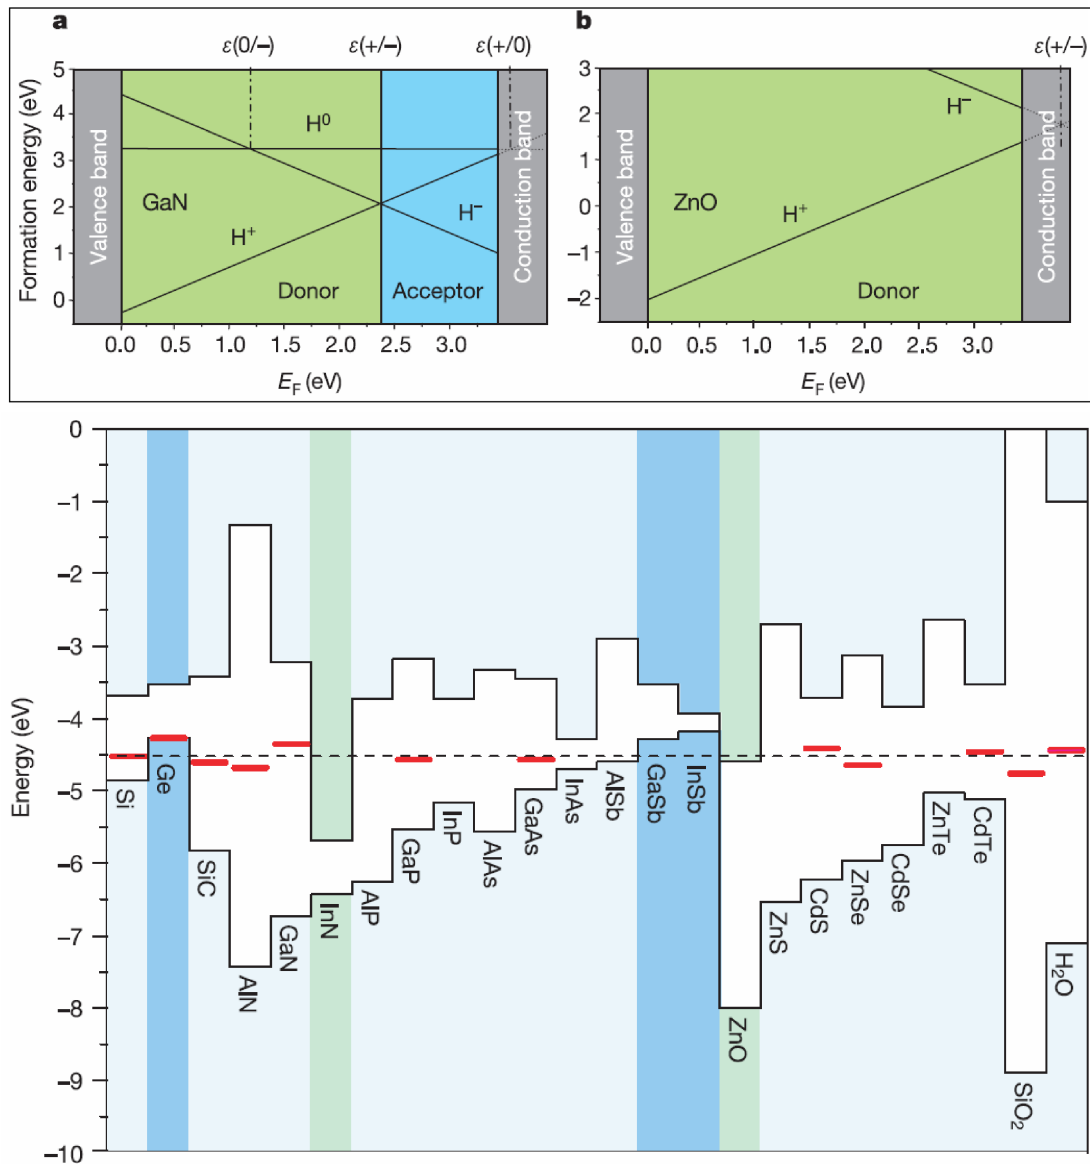 a
ε(0/−)
ε(+/−)
ε(+/0)
Formation energy (eV)
5
4
3
2
1
0
Valence band
GaN
H⁰
H⁺
H⁻
Donor
Acceptor
Conduction band
0.0 0.5 1.0 1.5 2.0 2.5 3.0
E_F (eV)
b
ε(+/−)
3
2
1
0
−1
−2
Valence band
ZnO
H⁻
H⁺
Donor
Conduction band
0.0 0.5 1.0 1.5 2.0 2.5 3.0
E_F (eV)
Energy (eV)
0
−1
−2
−3
−4
−5
−6
−7
−8
−9
−10
Si
Ge
SiC
AlN
GaN
InN
AlP
GaP
InP
AlAs
GaAs
InAs
AlSb
GaSb
InSb
ZnO
ZnS
CdS
ZnSe
CdSe
ZnTe
CdTe
SiO₂
H₂O